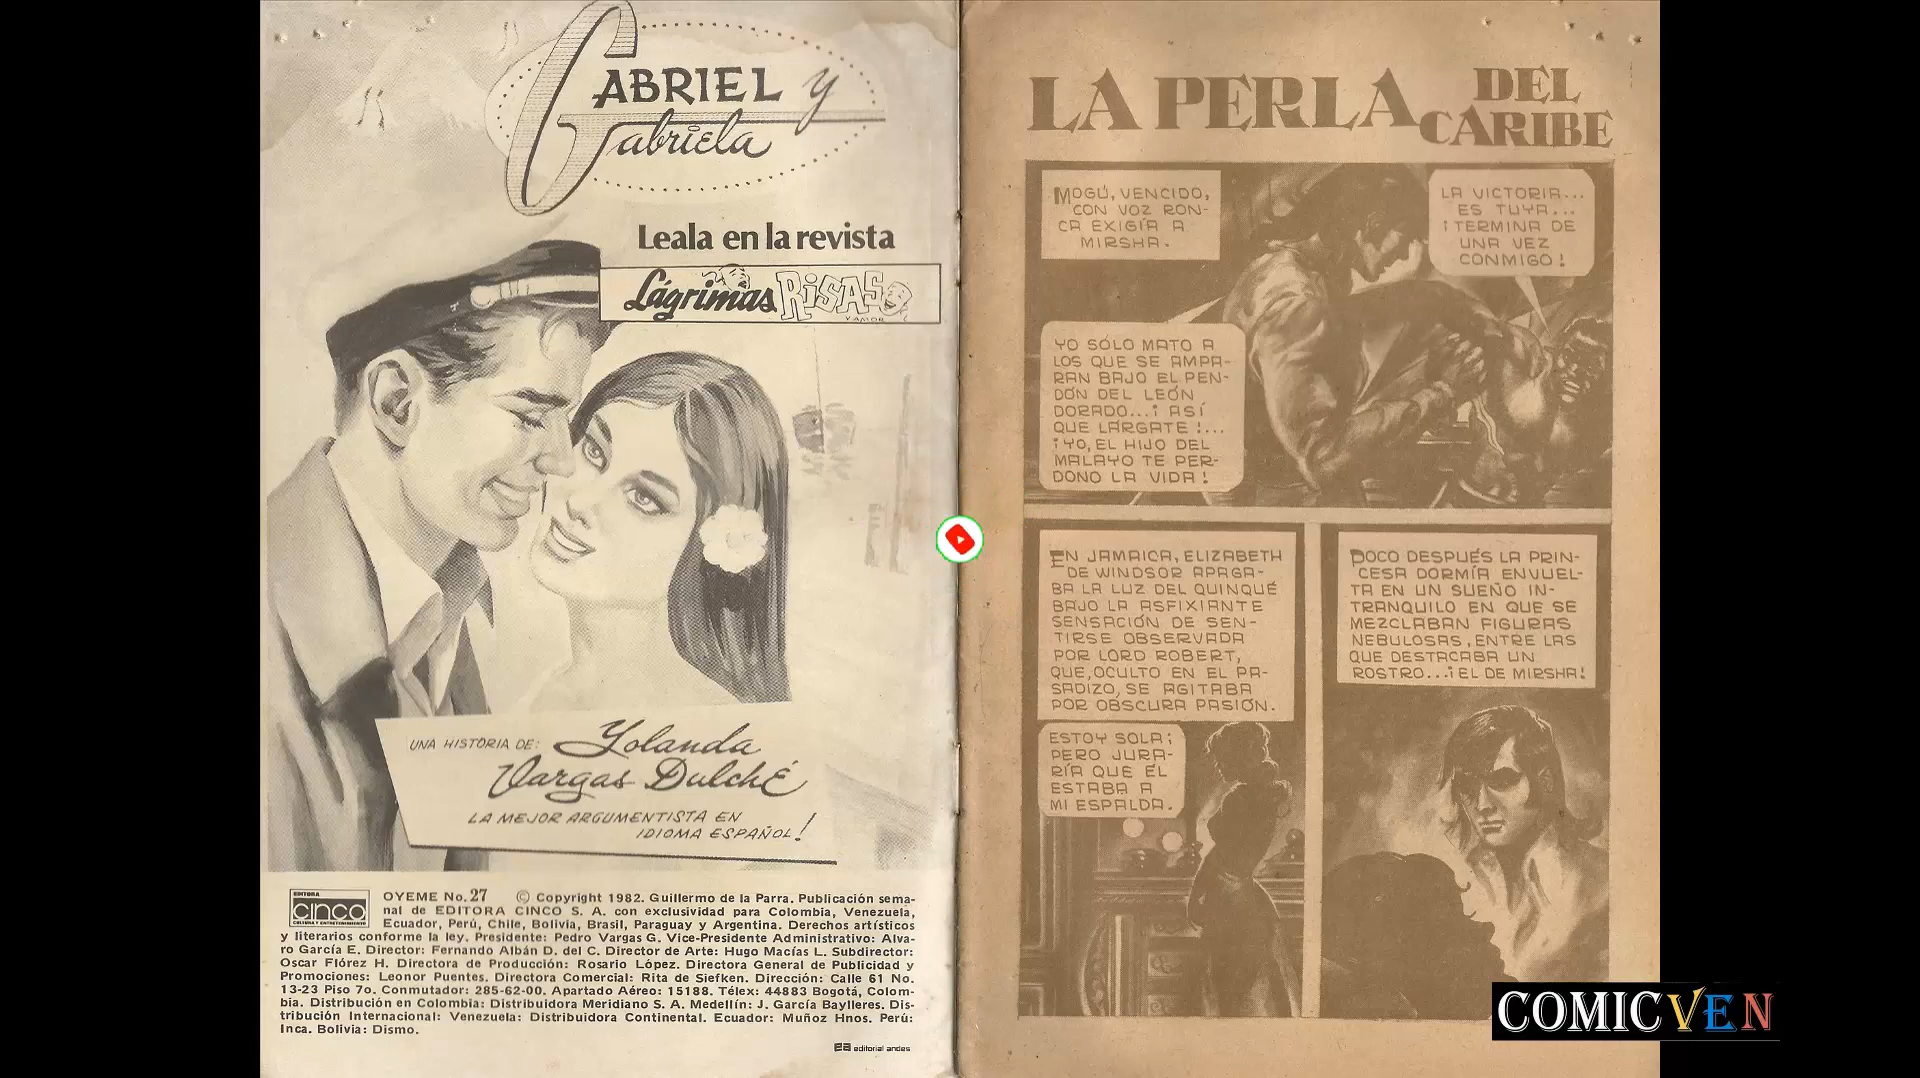 GABRIEL y
Gabriela
Leala en la revista
Lágrimas RISAS
Y AMOR
UNA HISTORIA DE: Yolanda
Vargas Dulché
LA MEJOR ARGUMENTISTA EN
IDIOMA ESPAÑOL!
EDITORA
CINCO
CULTURA Y ENTRETENIMIENTO
OYEME No. 27 © Copyright 1982. Guillermo de la Parra. Publicación sema-
nal de EDITORA CINCO S. A. con exclusividad para Colombia, Venezuela,
Ecuador, Perú, Chile, Bolivia, Brasil, Paraguay y Argentina. Derechos artísticos
y literarios conforme la ley. Presidente: Pedro Vargas G. Vice-Presidente Administrativo: Alva-
ro García E. Director: Fernando Albán D. del C. Director de Arte: Hugo Macías L. Subdirector:
Oscar Flórez H. Directora de Producción: Rosario López. Directora General de Publicidad y
Promociones: Leonor Puentes. Directora Comercial: Rita de Siefken. Dirección: Calle 61 No.
13-23 Piso 7o. Conmutador: 285-62-00. Apartado Aéreo: 15188. Télex: 44883 Bogotá, Colom-
bia. Distribución en Colombia: Distribuidora Meridiano S. A. Medellín: J. García Baylleres. Dis-
tribución Internacional: Venezuela: Distribuidora Continental. Ecuador: Muñoz Hnos. Perú:
Inca. Bolivia: Dismo.
ea editorial andes
LA PERLA DEL
CARIBE
MOGÚ, VENCIDO,
CON VOZ RON-
CA EXIGÍA A
MIRSHA.
LA VICTORIA...
ES TUYA...
¡TERMINA DE
UNA VEZ
CONMIGO!
YO SÓLO MATO A
LOS QUE SE AMPA-
RAN BAJO EL PEN-
DÓN DEL LEÓN
DORADO...¡ASÍ
QUE LÁRGATE!...
¡YO, EL HIJO DEL
MALAYO TE PER-
DONO LA VIDA!
EN JAMAICA, ELIZABETH
DE WINDSOR APAGA-
BA LA LUZ DEL QUINQUÉ
BAJO LA ASFIXIANTE
SENSACIÓN DE SEN-
TIRSE OBSERVADA
POR LORD ROBERT,
QUE, OCULTO EN EL PA-
SADIZO, SE AGITABA
POR OBSCURA PASIÓN.
ESTOY SOLA;
PERO JURA-
RÍA QUE ÉL
ESTABA A
MI ESPALDA.
POCO DESPUÉS LA PRIN-
CESA DORMÍA ENVUEL-
TA EN UN SUEÑO IN-
TRANQUILO EN QUE SE
MEZCLABAN FIGURAS
NEBULOSAS, ENTRE LAS
QUE DESTACABA UN
ROSTRO...¡EL DE MIRSHA!
COMICVEN